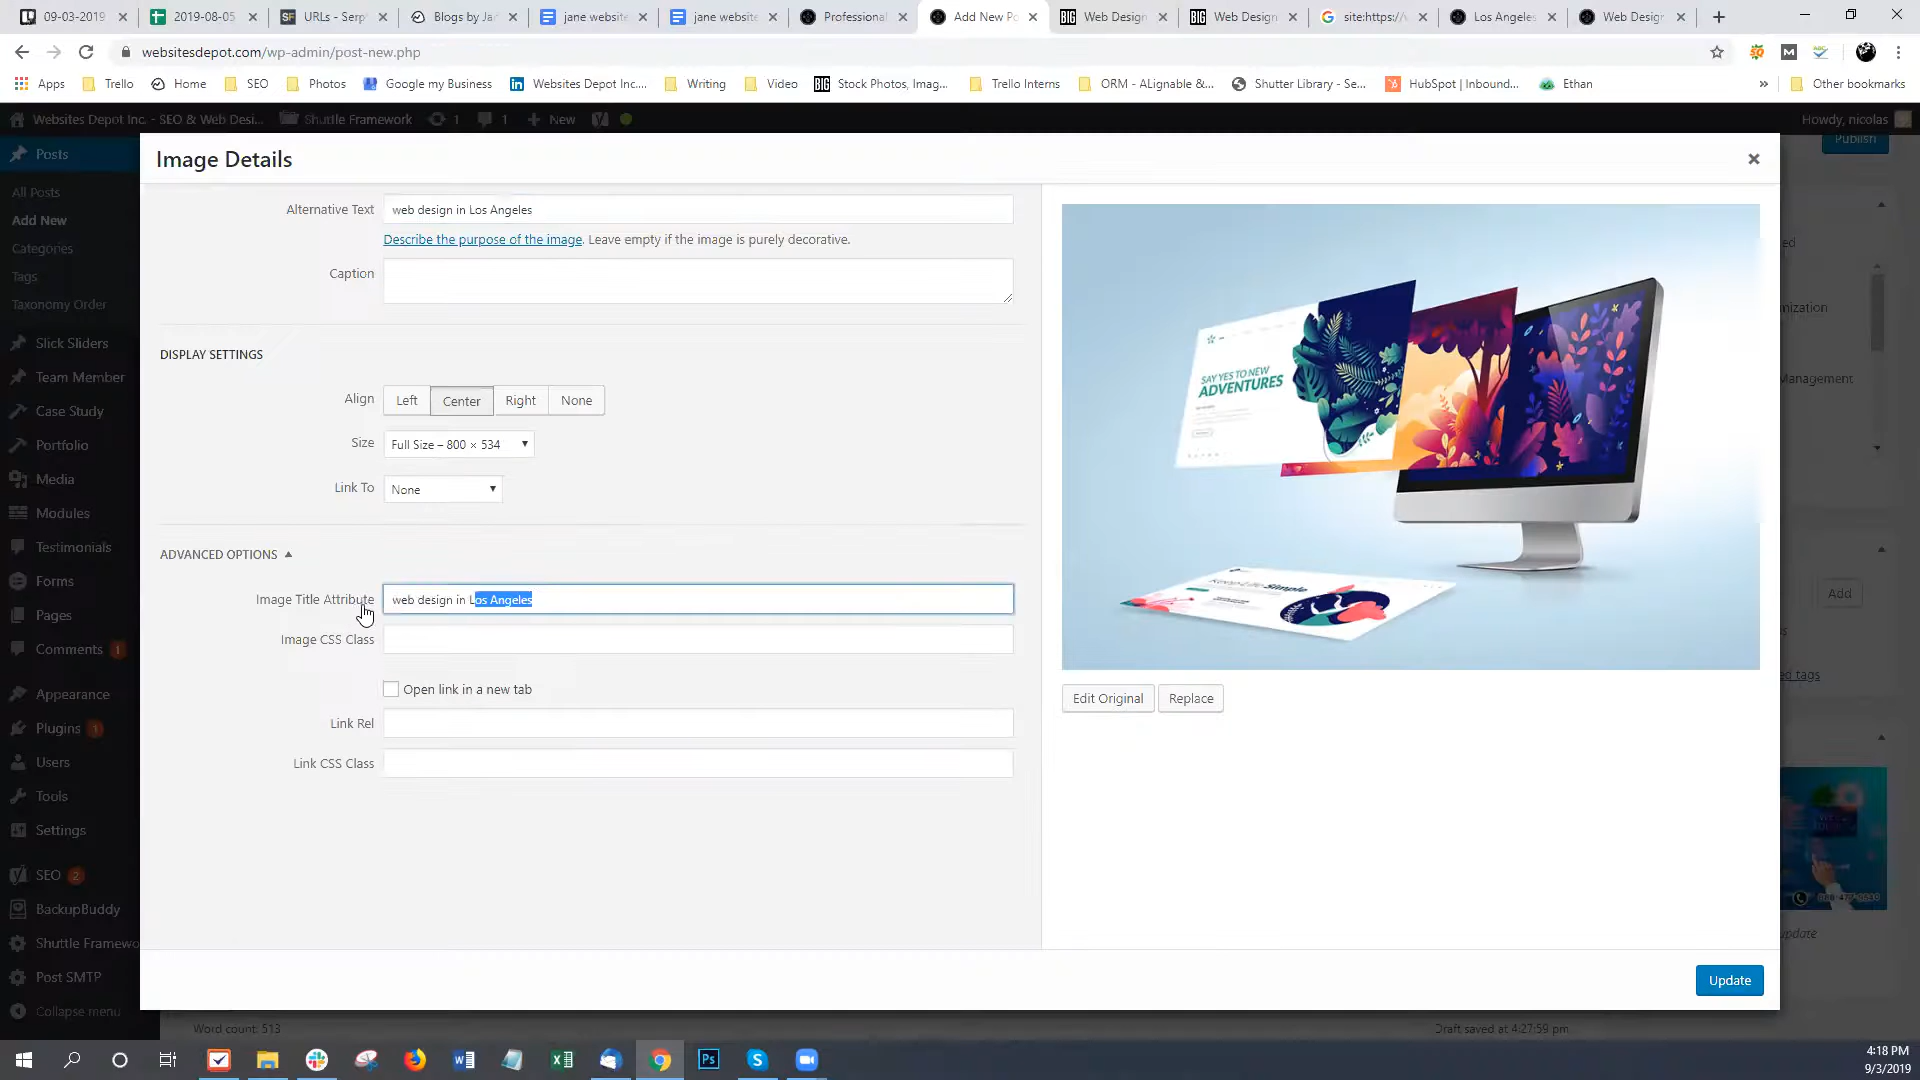 09-03-2019
2019-08-05
URLs - Serp
Blogs by Ja
jane website
jane website
Professional
Add New Po
Web Design
Web Design
site:https://
Los Angeles
Web Design
websitesdepot.com/wp-admin/post-new.php
Apps
Trello
Home
SEO
Photos
Google my Business
Websites Depot Inc....
Writing
Video
Stock Photos, Imag...
Trello Interns
ORM - ALignable &...
Shutter Library - Se...
HubSpot | Inbound...
Ethan
»
Other bookmarks
Websites Depot Inc. - SEO & Web Desi...
Shuttle Framework
1
1
New
Howdy, nicolas
Posts
All Posts
Add New
Categories
Tags
Taxonomy Order
Slick Sliders
Team Member
Case Study
Portfolio
Media
Modules
Testimonials
Forms
Pages
Comments 1
Appearance
Plugins 1
Users
Tools
Settings
SEO 2
BackupBuddy
Shuttle Framewo
Post SMTP
Collapse menu
Publish
Image Details
Alternative Text
web design in Los Angeles
Describe the purpose of the image. Leave empty if the image is purely decorative.
Caption
DISPLAY SETTINGS
Align
Left
Center
Right
None
Size
Full Size – 800 × 534
Link To
None
ADVANCED OPTIONS
Image Title Attribute
web design in Los Angeles
Image CSS Class
Open link in a new tab
Link Rel
Link CSS Class
SAY YES TO NEW
ADVENTURES
Keep Life Simple
Edit Original
Replace
Update
ed
mization
Management
Add
ed tags
update
Word count: 513
Draft saved at 4:27:59 pm
4:18 PM
9/3/2019